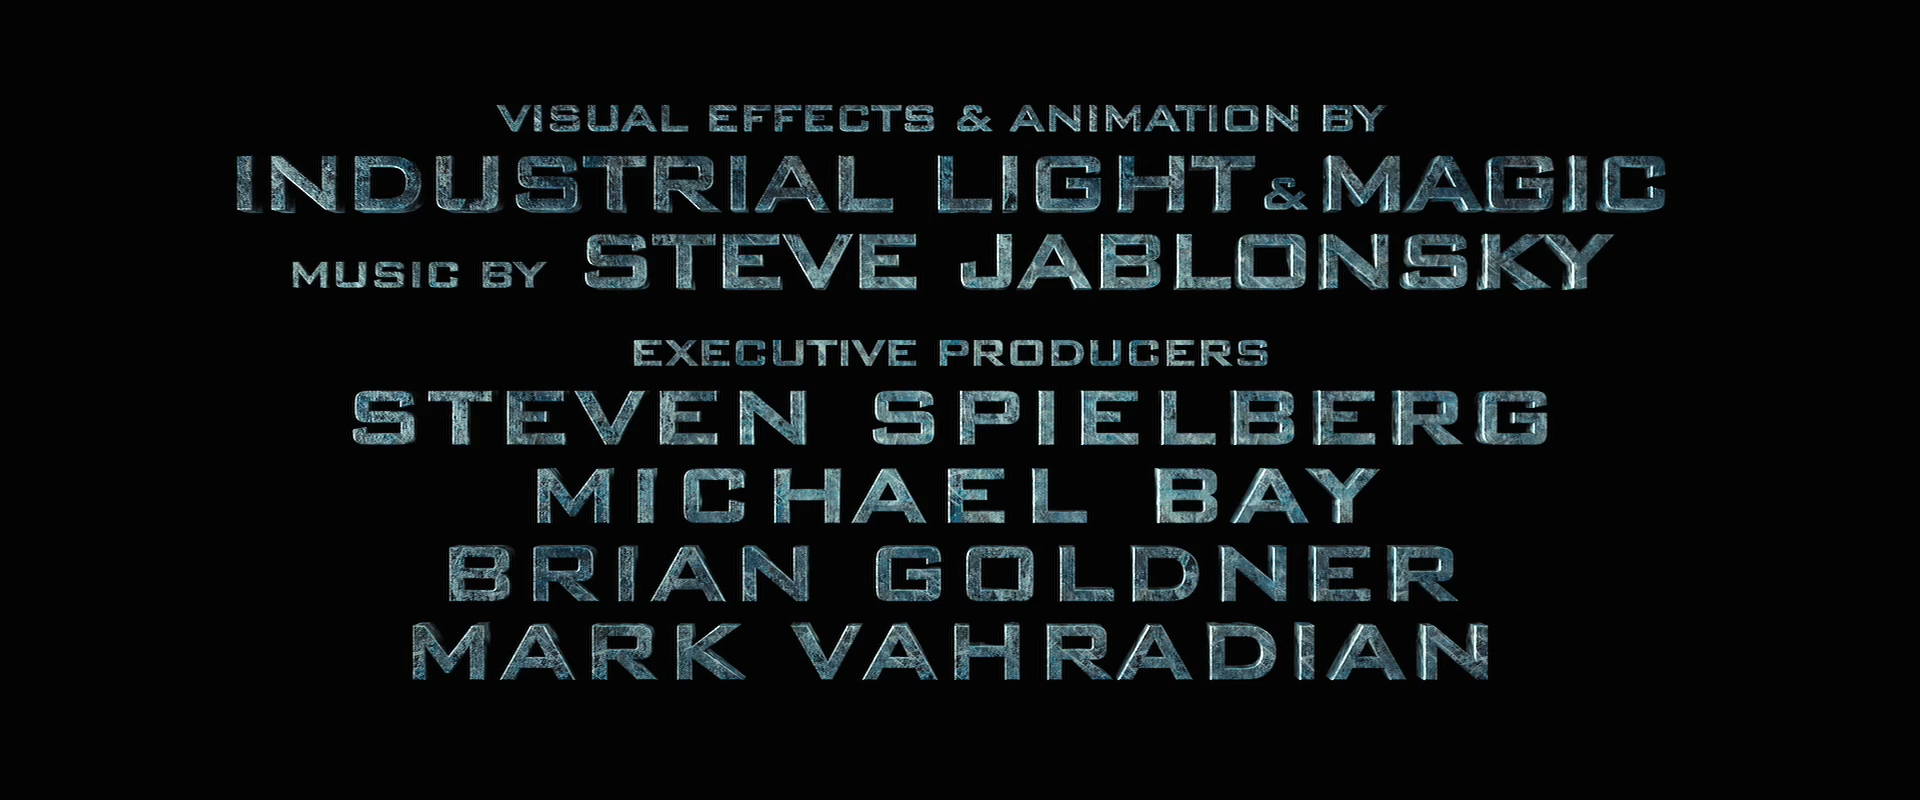 VISUAL EFFECTS & ANIMATION BY
INDUSTRIAL LIGHT & MAGIC
MUSIC BY STEVE JABLONSKY
EXECUTIVE PRODUCERS
STEVEN SPIELBERG
MICHAEL BAY
BRIAN GOLDNER
MARK VAHRADIAN